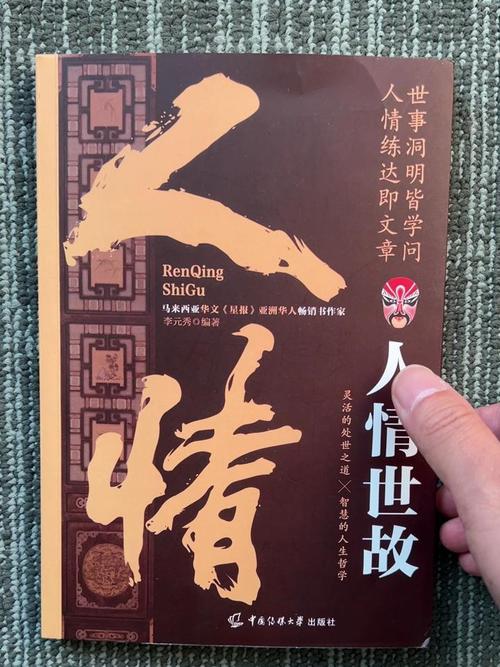 世事洞明皆学问
人情练达即文章
人情
RenQing
ShiGu
马来西亚华文《星报》亚洲华人畅销书作家
李元秀◎编著
人情世故
灵活的处世之道×智慧的人生哲学
中国传媒大学出版社